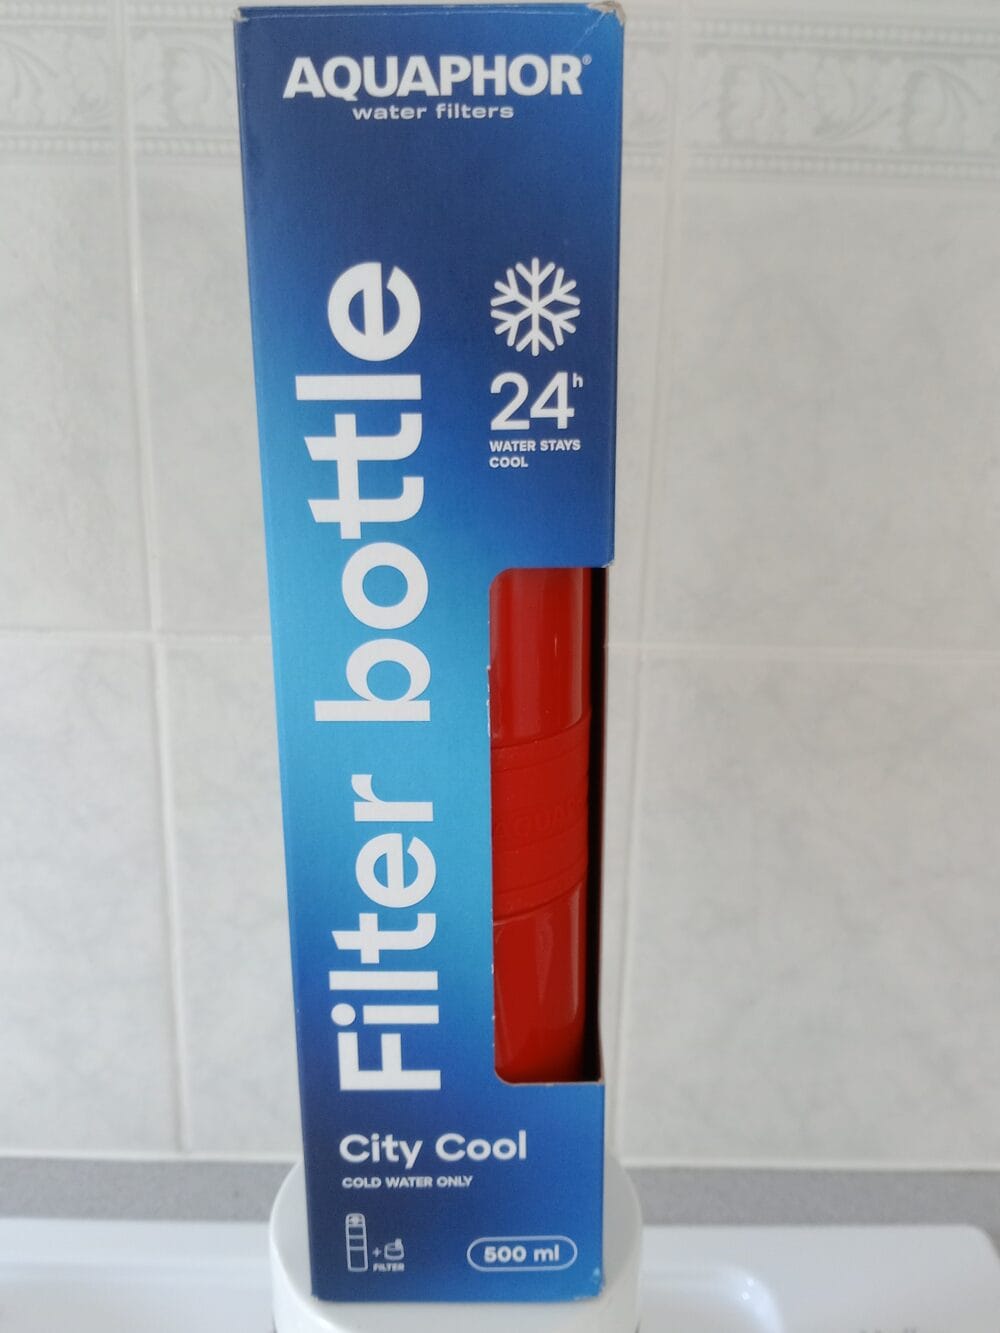 AQUAPHOR®
water filters
24h
WATER STAYS
COOL
Filter bottle
City Cool
COLD WATER ONLY
+
FILTER
500 ml